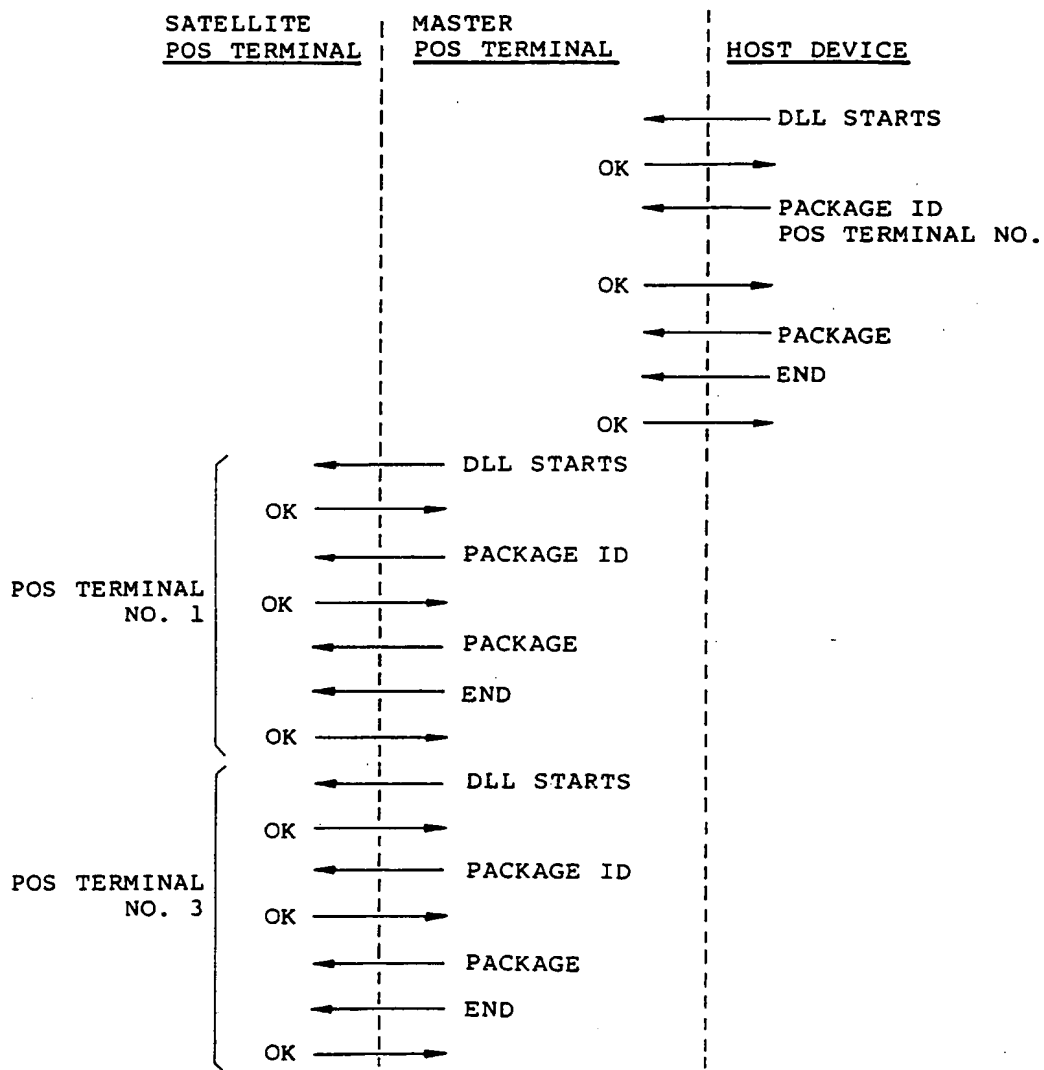 SATELLITE
POS TERMINAL
MASTER
POS TERMINAL
HOST DEVICE
DLL STARTS
OK
PACKAGE ID
POS TERMINAL NO.
OK
PACKAGE
END
OK
DLL STARTS
OK
PACKAGE ID
POS TERMINAL
NO. 1
OK
PACKAGE
END
OK
DLL STARTS
OK
PACKAGE ID
POS TERMINAL
NO. 3
OK
PACKAGE
END
OK